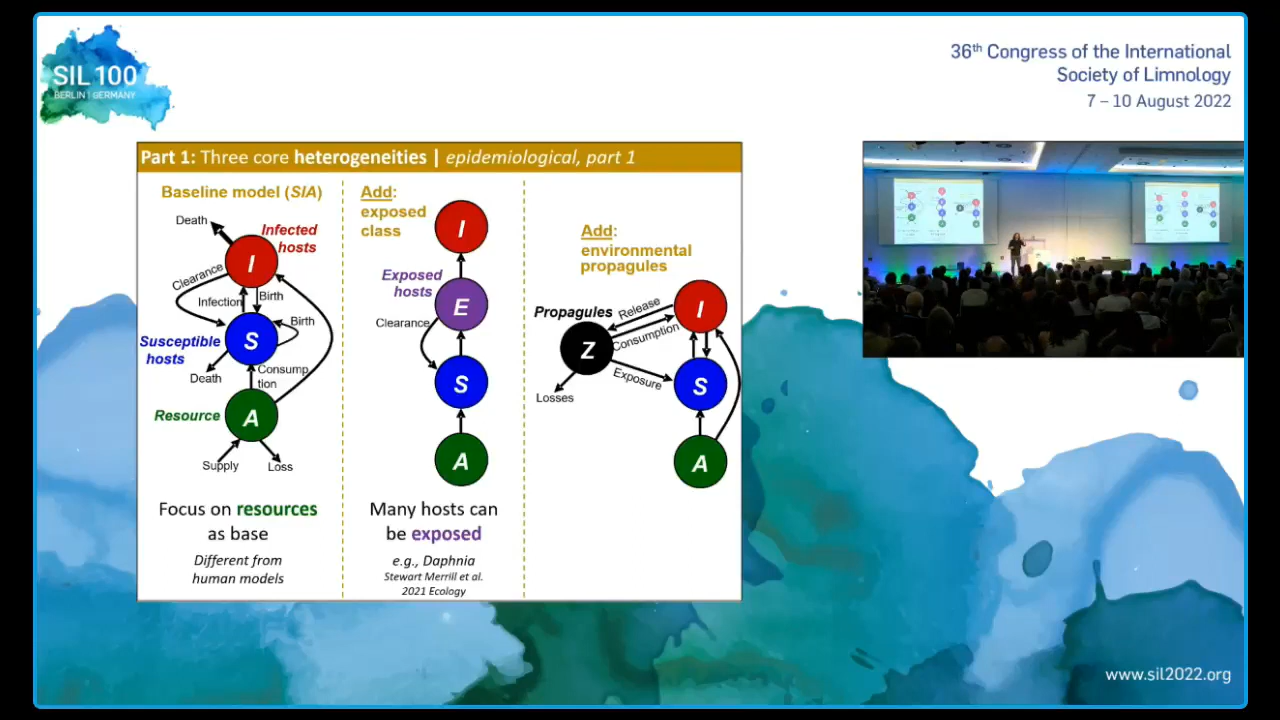 SIL 100
BERLIN | GERMANY
36th Congress of the International
Society of Limnology
7 – 10 August 2022
Part 1: Three core heterogeneities | epidemiological, part 1
Baseline model (SIA)
Death
Infected
hosts
I
Clearance
Infection
Birth
Birth
Susceptible
hosts
S
Death
Consump
tion
Resource
A
Supply
Loss
Focus on resources
as base
Different from
human models
Add:
exposed
class
I
Exposed
hosts
E
Clearance
S
A
Many hosts can
be exposed
e.g., Daphnia
Stewart Merrill et al.
2021 Ecology
Add:
environmental
propagules
Propagules
Release
I
Consumption
Z
Exposure
S
Losses
A
www.sil2022.org